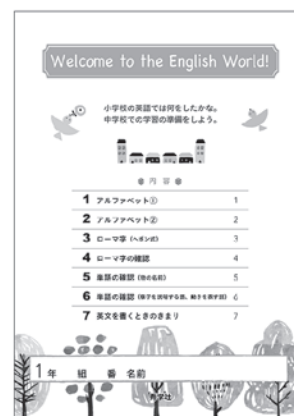 Welcome to the English World!
小学校の英語では何をしたかな。
中学校での学習の準備をしよう。
内容
1 アルファベット① 1
2 アルファベット② 2
3 ローマ字（ヘボン式） 3
4 ローマ字の確認 4
5 単語の確認（物の名前） 5
6 単語の確認（様子を説明する語，動きを表す語） 6
7 英文を書くときのきまり 7
1年 組 番 名前